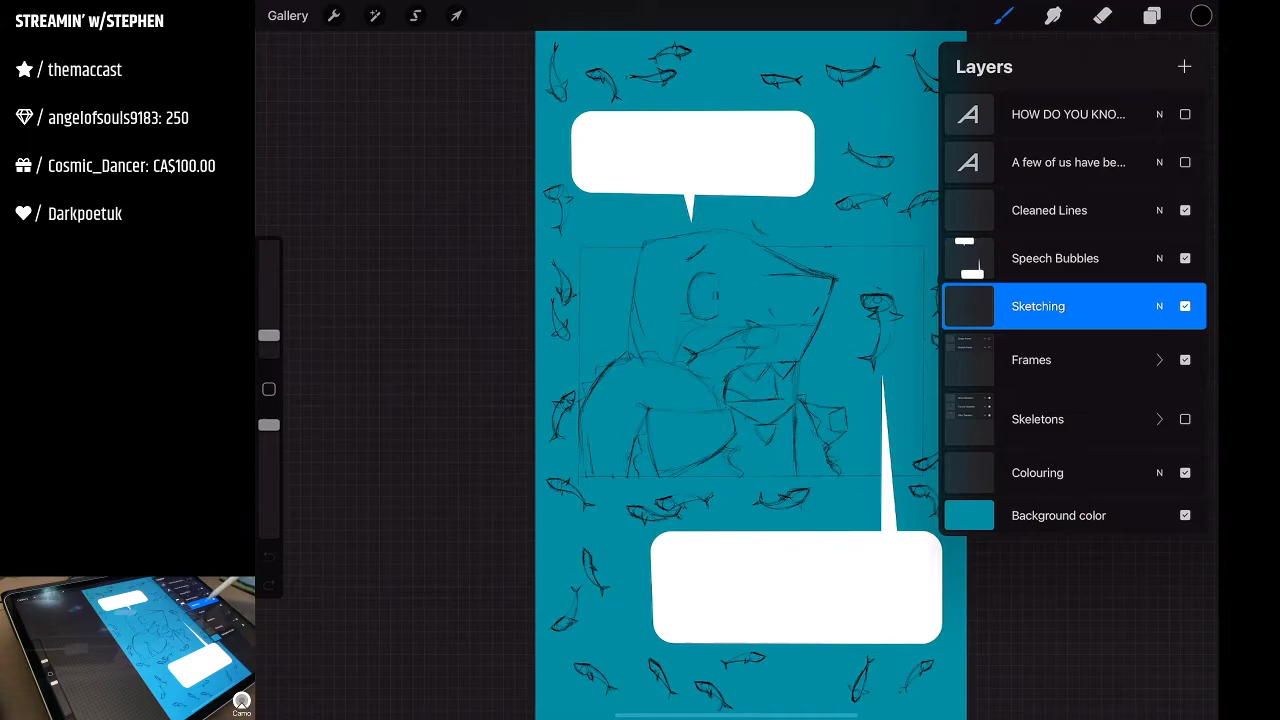 STREAMIN' w/STEPHEN
/ themaccast
/ angelofsouls9183: 250
/ Cosmic_Dancer: CA$100.00
/ Darkpoetuk
Gallery
Layers
HOW DO YOU KNO... N
A few of us have be... N
Cleaned Lines N
Speech Bubbles N
Sketching N
Frames
Skeletons
Colouring N
Background color
Camo